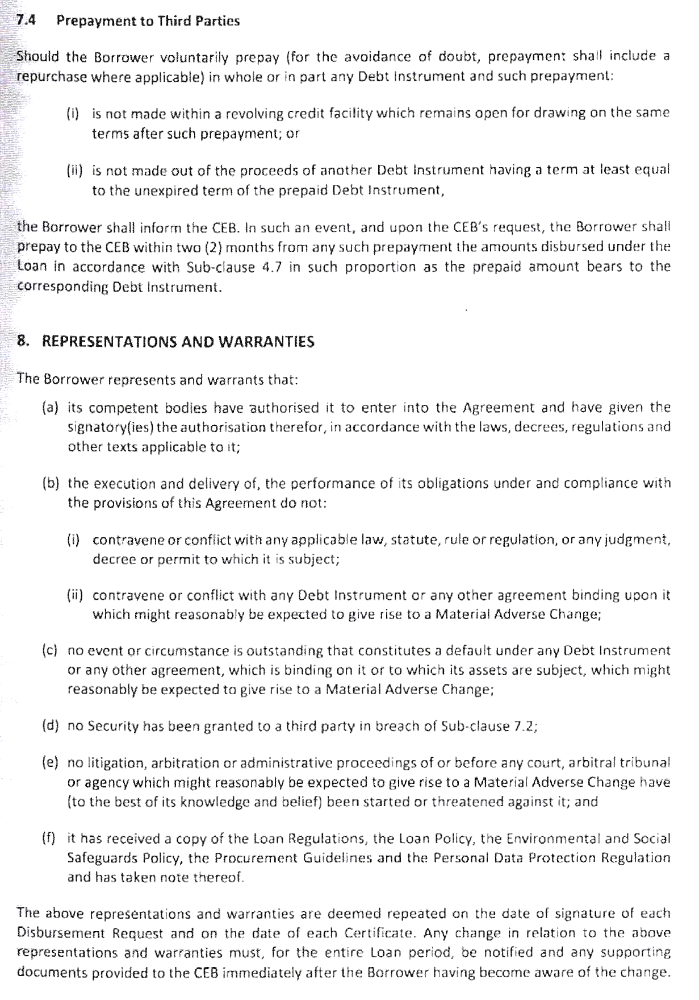 7.4 Prepayment to Third Parties
Should the Borrower voluntarily prepay (for the avoidance of doubt, prepayment shall include a
repurchase where applicable) in whole or in part any Debt Instrument and such prepayment:
(i) is not made within a revolving credit facility which remains open for drawing on the same
terms after such prepayment; or
(ii) is not made out of the proceeds of another Debt Instrument having a term at least equal
to the unexpired term of the prepaid Debt Instrument,
the Borrower shall inform the CEB. In such an event, and upon the CEB's request, the Borrower shall
prepay to the CEB within two (2) months from any such prepayment the amounts disbursed under the
Loan in accordance with Sub-clause 4.7 in such proportion as the prepaid amount bears to the
corresponding Debt Instrument.
8. REPRESENTATIONS AND WARRANTIES
The Borrower represents and warrants that:
(a) its competent bodies have authorised it to enter into the Agreement and have given the
signatory(ies) the authorisation therefor, in accordance with the laws, decrees, regulations and
other texts applicable to it;
(b) the execution and delivery of, the performance of its obligations under and compliance with
the provisions of this Agreement do not:
(i) contravene or conflict with any applicable law, statute, rule or regulation, or any judgment,
decree or permit to which it is subject;
(ii) contravene or conflict with any Debt Instrument or any other agreement binding upon it
which might reasonably be expected to give rise to a Material Adverse Change;
(c) no event or circumstance is outstanding that constitutes a default under any Debt Instrument
or any other agreement, which is binding on it or to which its assets are subject, which might
reasonably be expected to give rise to a Material Adverse Change;
(d) no Security has been granted to a third party in breach of Sub-clause 7.2;
(e) no litigation, arbitration or administrative proceedings of or before any court, arbitral tribunal
or agency which might reasonably be expected to give rise to a Material Adverse Change have
(to the best of its knowledge and belief) been started or threatened against it; and
(f) it has received a copy of the Loan Regulations, the Loan Policy, the Environmental and Social
Safeguards Policy, the Procurement Guidelines and the Personal Data Protection Regulation
and has taken note thereof.
The above representations and warranties are deemed repeated on the date of signature of each
Disbursement Request and on the date of each Certificate. Any change in relation to the above
representations and warranties must, for the entire Loan period, be notified and any supporting
documents provided to the CEB immediately after the Borrower having become aware of the change.